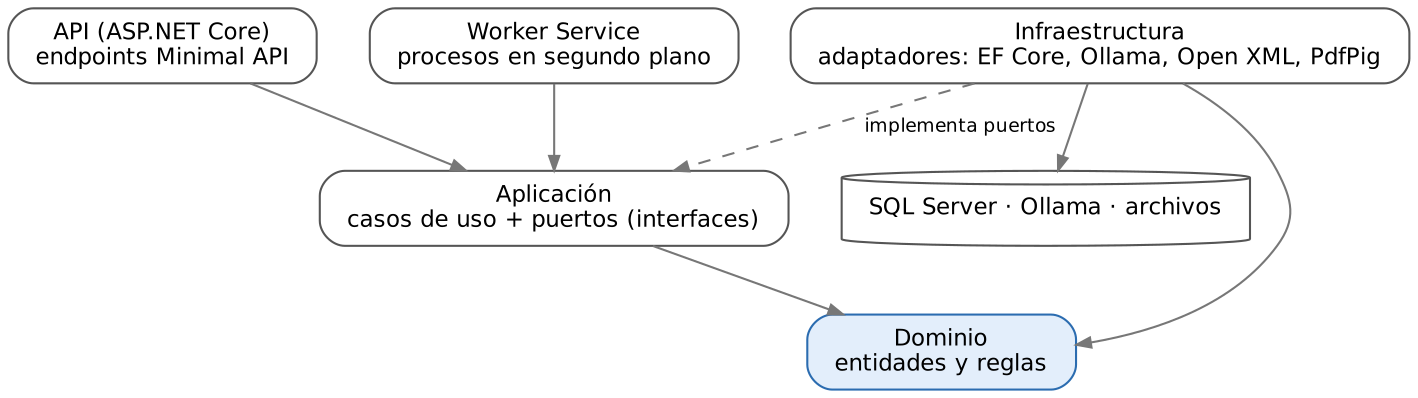 API (ASP.NET Core)
endpoints Minimal API
Worker Service
procesos en segundo plano
Infraestructura
adaptadores: EF Core, Ollama, Open XML, PdfPig
implementa puertos
Aplicación
casos de uso + puertos (interfaces)
SQL Server · Ollama · archivos
Dominio
entidades y reglas